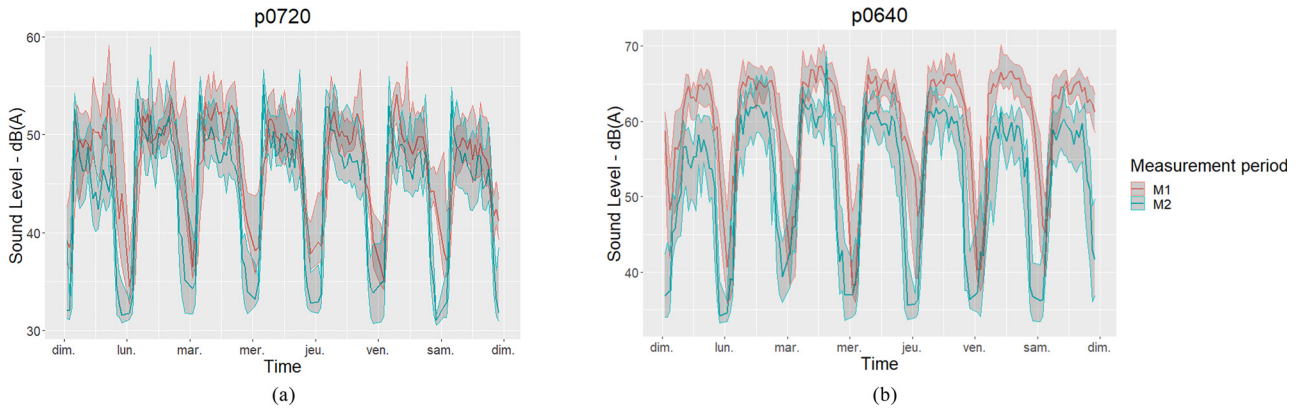 p0720
60
50
40
30
Sound Level - dB(A)
dim. lun. mar. mer. jeu. ven. sam. dim.
Time
(a)
p0640
70
60
50
40
Sound Level - dB(A)
dim. lun. mar. mer. jeu. ven. sam. dim.
Time
(b)
Measurement period
M1
M2